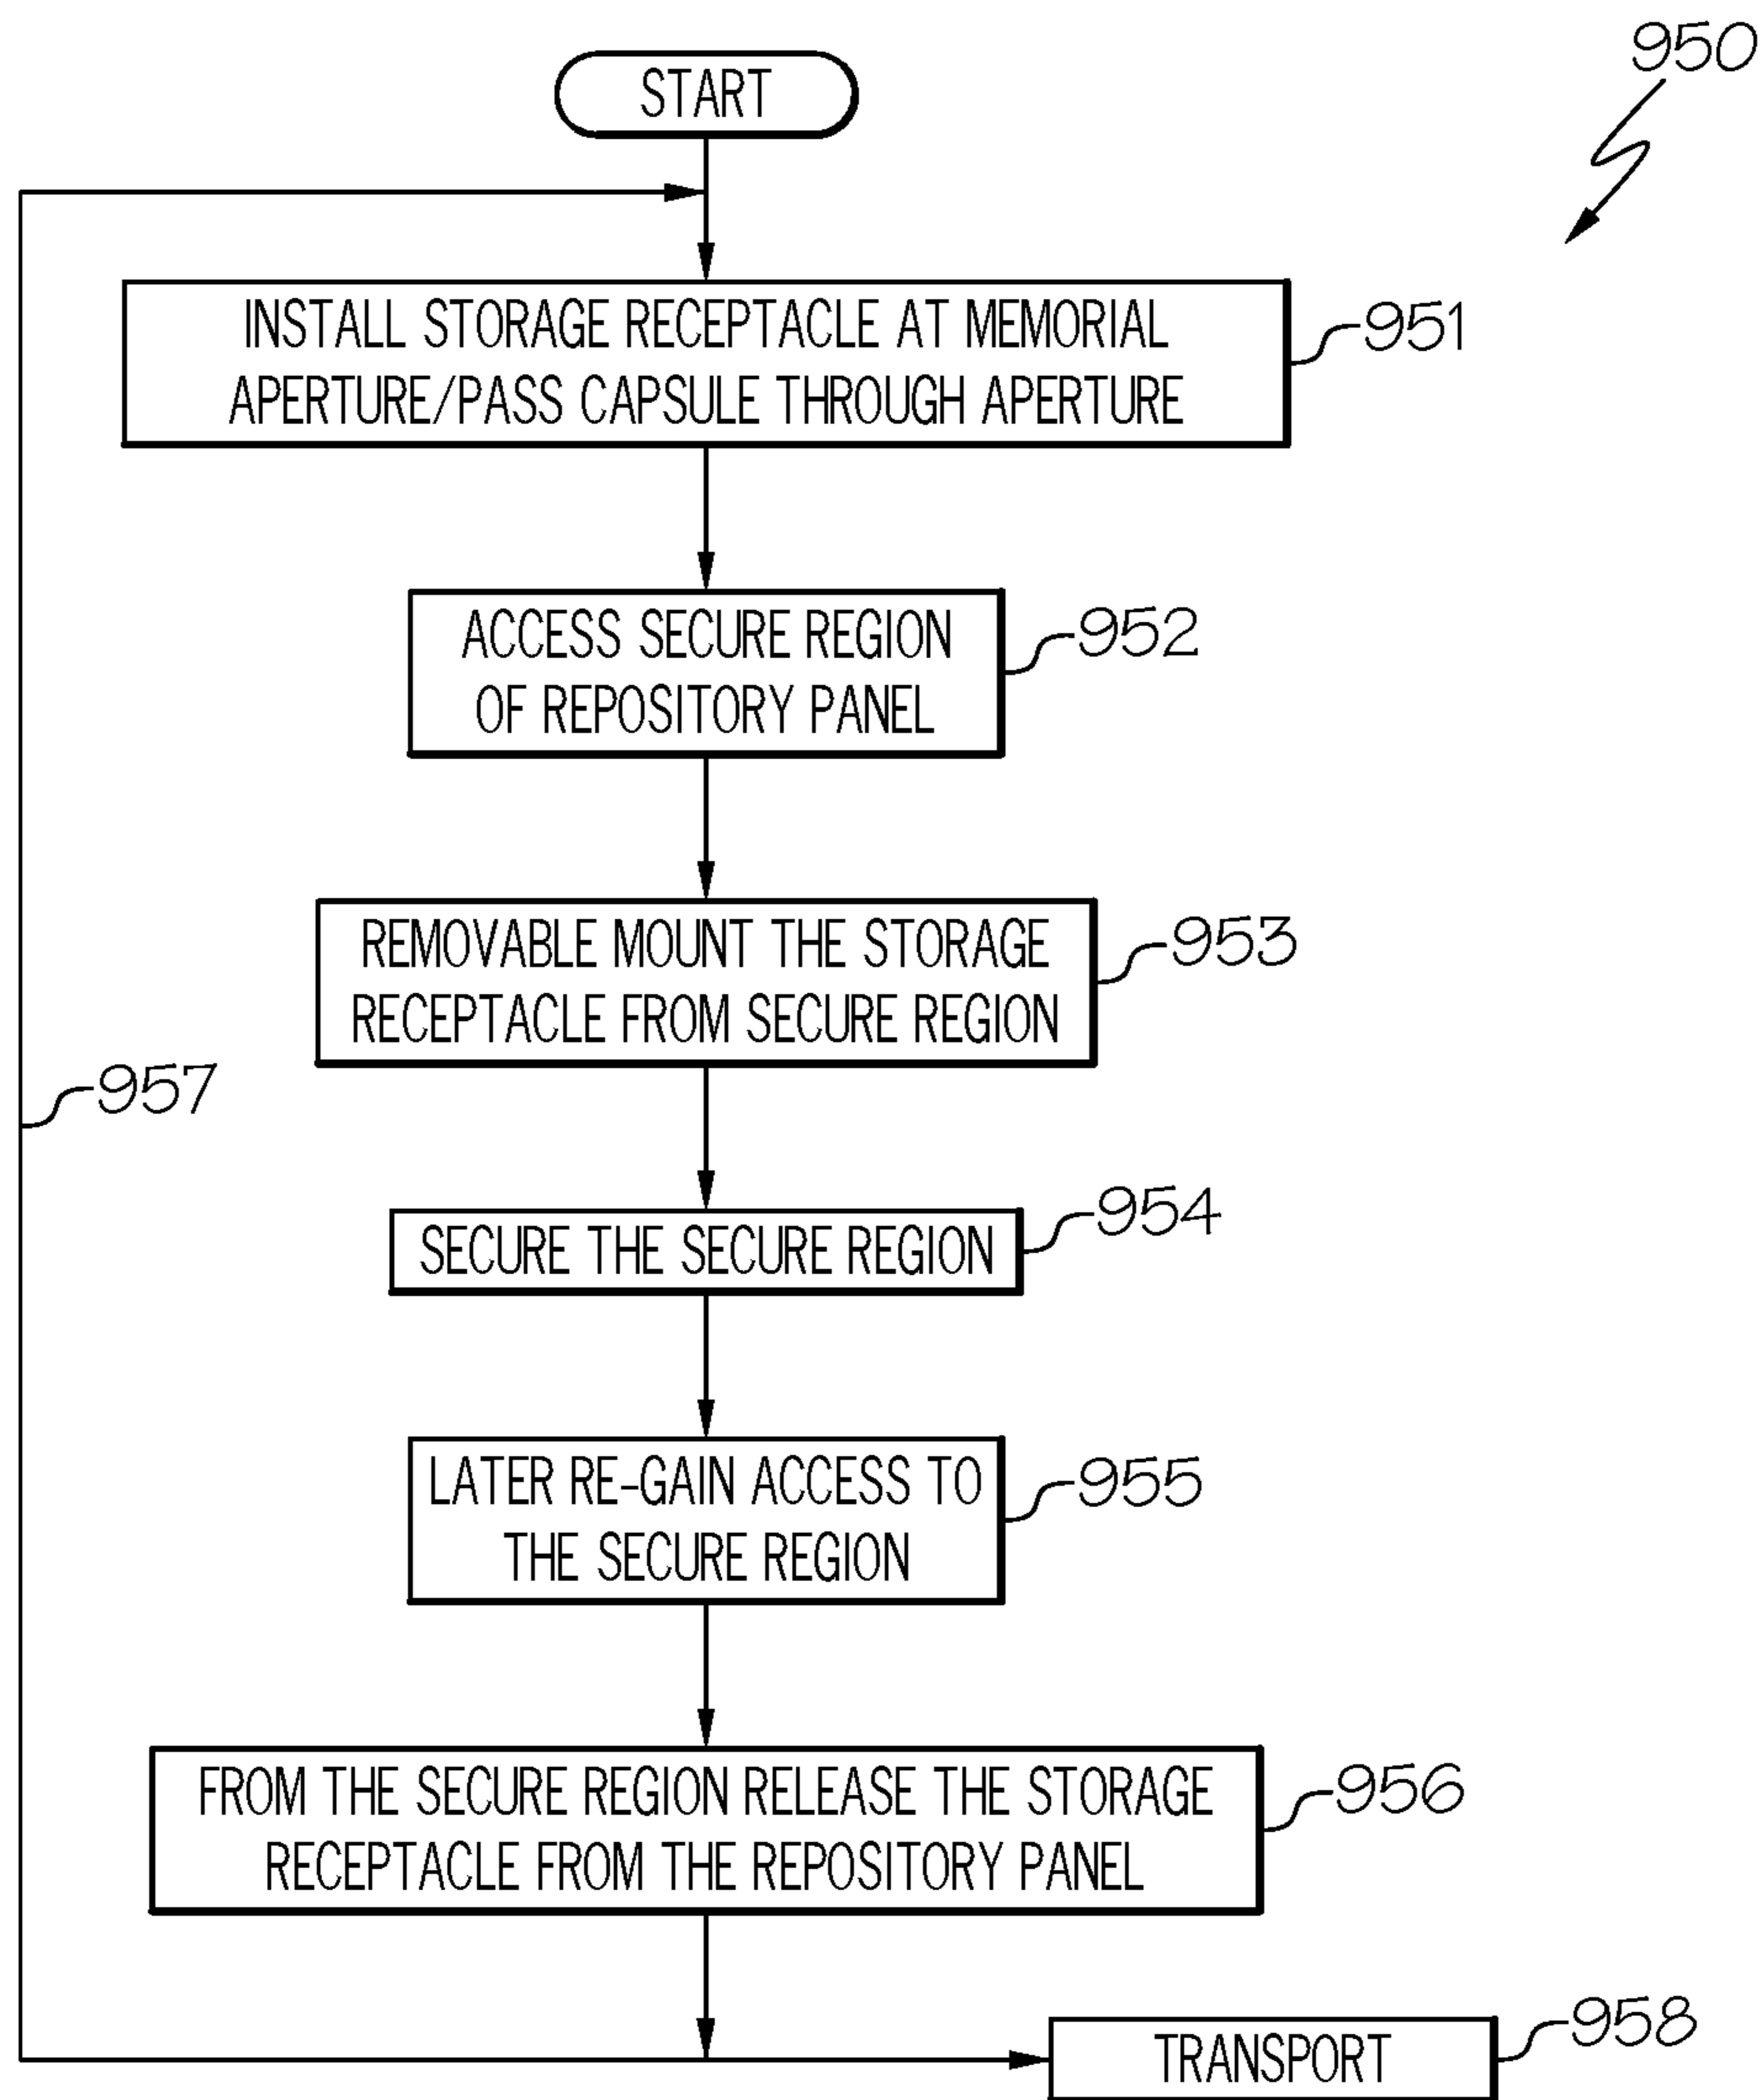 950
START
INSTALL STORAGE RECEPTACLE AT MEMORIAL
APERTURE/PASS CAPSULE THROUGH APERTURE
951
ACCESS SECURE REGION
OF REPOSITORY PANEL
952
REMOVABLE MOUNT THE STORAGE
RECEPTACLE FROM SECURE REGION
953
957
SECURE THE SECURE REGION
954
LATER RE-GAIN ACCESS TO
THE SECURE REGION
955
FROM THE SECURE REGION RELEASE THE STORAGE
RECEPTACLE FROM THE REPOSITORY PANEL
956
TRANSPORT
958